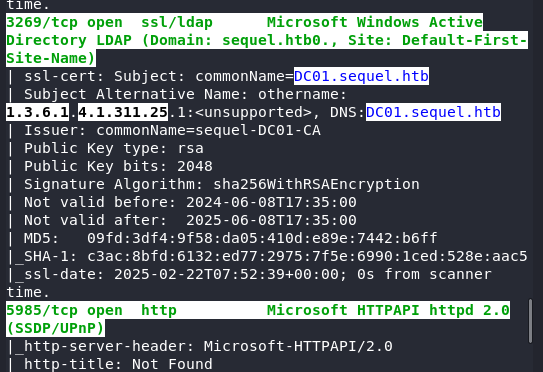 time.
3269/tcp open  ssl/ldap      Microsoft Windows Active
Directory LDAP (Domain: sequel.htb0., Site: Default-First-
Site-Name)
| ssl-cert: Subject: commonName=DC01.sequel.htb
| Subject Alternative Name: othername:
1.3.6.1.4.1.311.25.1:<unsupported>, DNS:DC01.sequel.htb
| Issuer: commonName=sequel-DC01-CA
| Public Key type: rsa
| Public Key bits: 2048
| Signature Algorithm: sha256WithRSAEncryption
| Not valid before: 2024-06-08T17:35:00
| Not valid after:  2025-06-08T17:35:00
| MD5:   09fd:3df4:9f58:da05:410d:e89e:7442:b6ff
|_SHA-1: c3ac:8bfd:6132:ed77:2975:7f5e:6990:1ced:528e:aac5
|_ssl-date: 2025-02-22T07:52:39+00:00; 0s from scanner
time.
5985/tcp open  http          Microsoft HTTPAPI httpd 2.0
(SSDP/UPnP)
|_http-server-header: Microsoft-HTTPAPI/2.0
|_http-title: Not Found